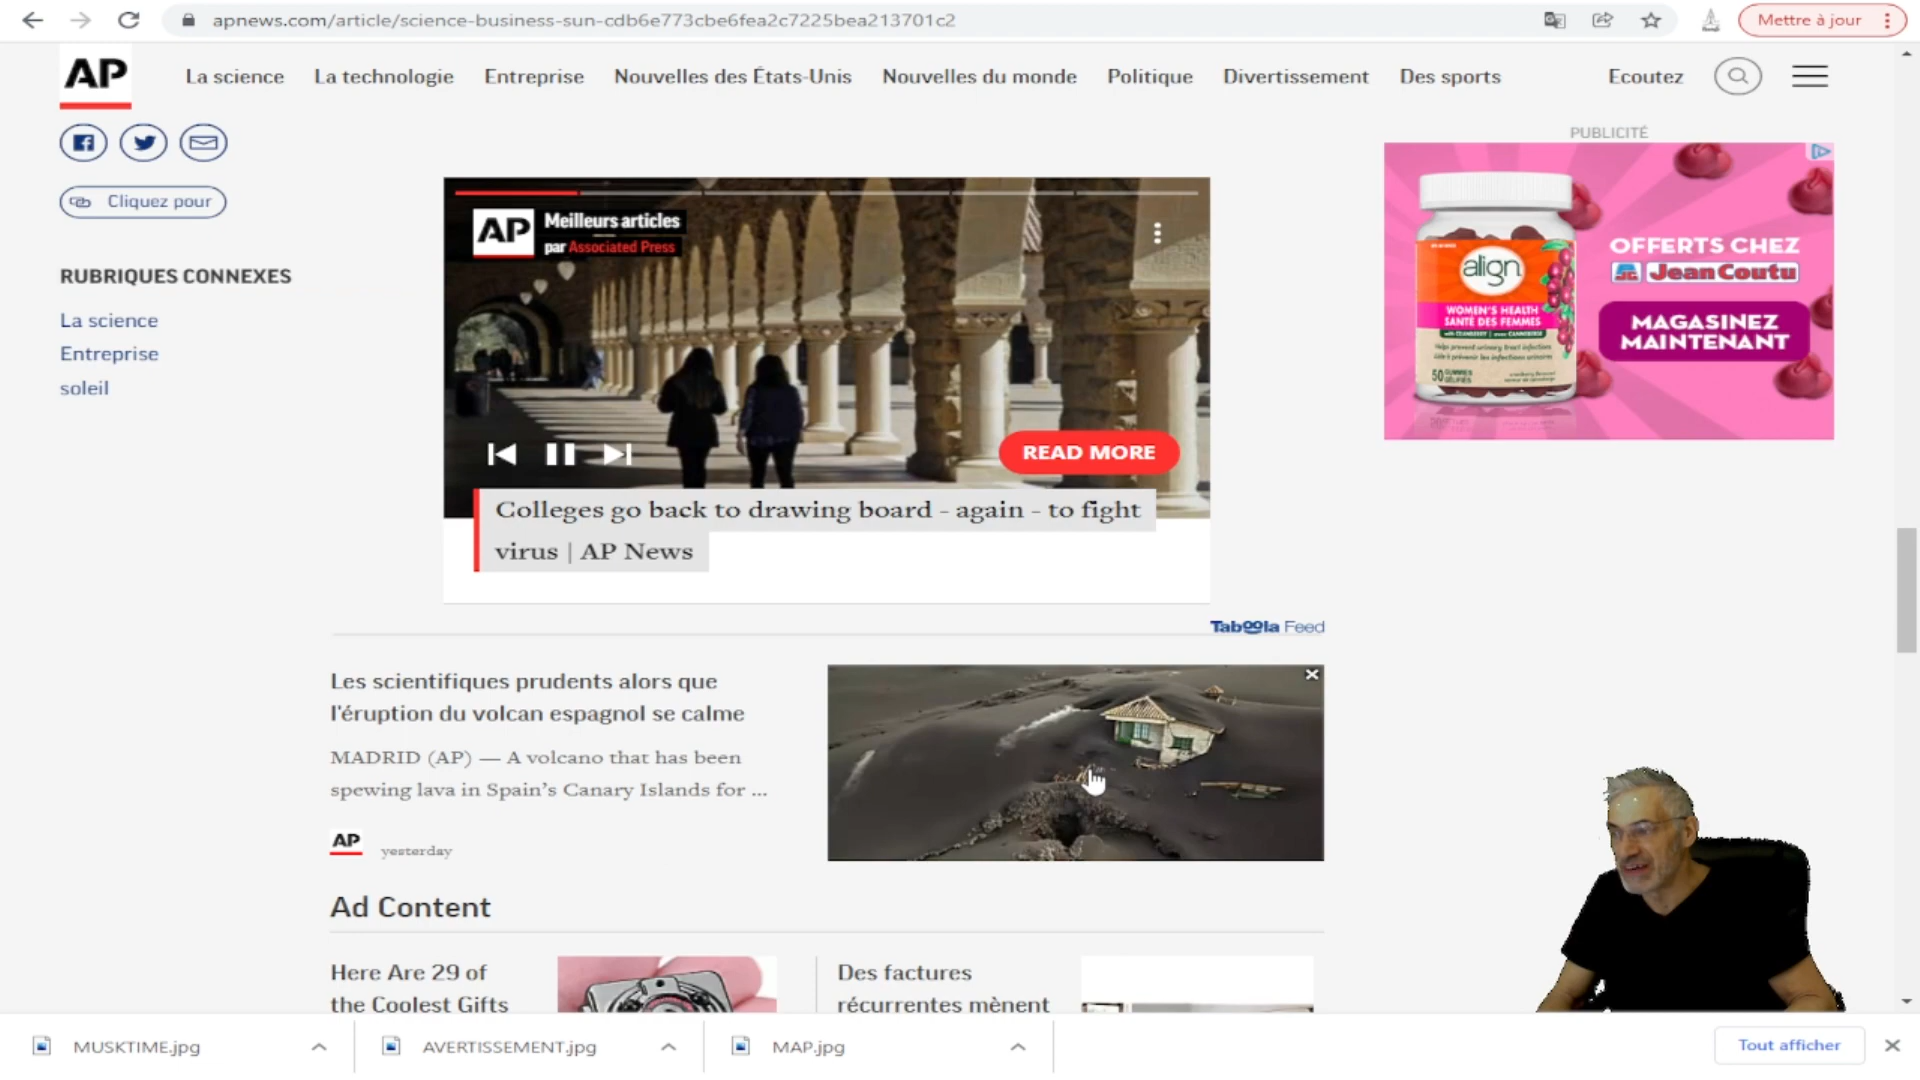 apnews.com/article/science-business-sun-cdb6e773cbe6fea2c7225bea213701c2
Mettre à jour
AP
La science
La technologie
Entreprise
Nouvelles des États-Unis
Nouvelles du monde
Politique
Divertissement
Des sports
Ecoutez
Cliquez pour
RUBRIQUES CONNEXES
La science
Entreprise
soleil
AP
Meilleurs articles
par Associated Press
READ MORE
Colleges go back to drawing board - again - to fight
virus | AP News
PUBLICITÉ
align
WOMEN'S HEALTH
SANTÉ DES FEMMES
50
OFFERTS CHEZ
Jean Coutu
MAGASINEZ
MAINTENANT
Taboola Feed
Les scientifiques prudents alors que
l'éruption du volcan espagnol se calme
MADRID (AP) — A volcano that has been
spewing lava in Spain's Canary Islands for ...
AP
yesterday
Ad Content
Here Are 29 of
the Coolest Gifts
Des factures
récurrentes mènent
MUSKTIME.jpg
AVERTISSEMENT.jpg
MAP.jpg
Tout afficher